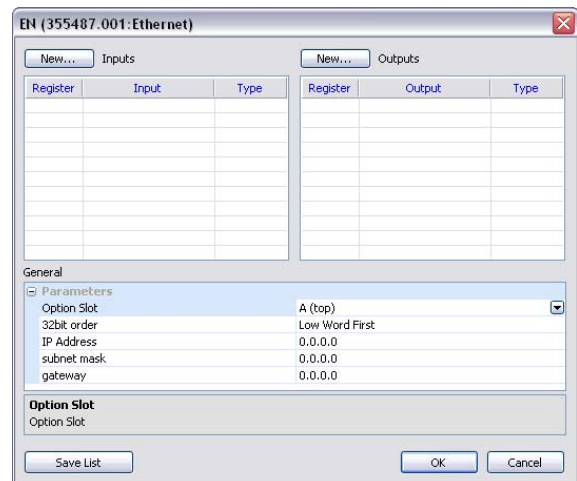 EN (355487.001:Ethernet)
New... Inputs
New... Outputs
Register Input Type
Register Output Type
General
Parameters
Option Slot A (top)
32bit order Low Word First
IP Address 0.0.0.0
subnet mask 0.0.0.0
gateway 0.0.0.0
Option Slot
Option Slot
Save List OK Cancel